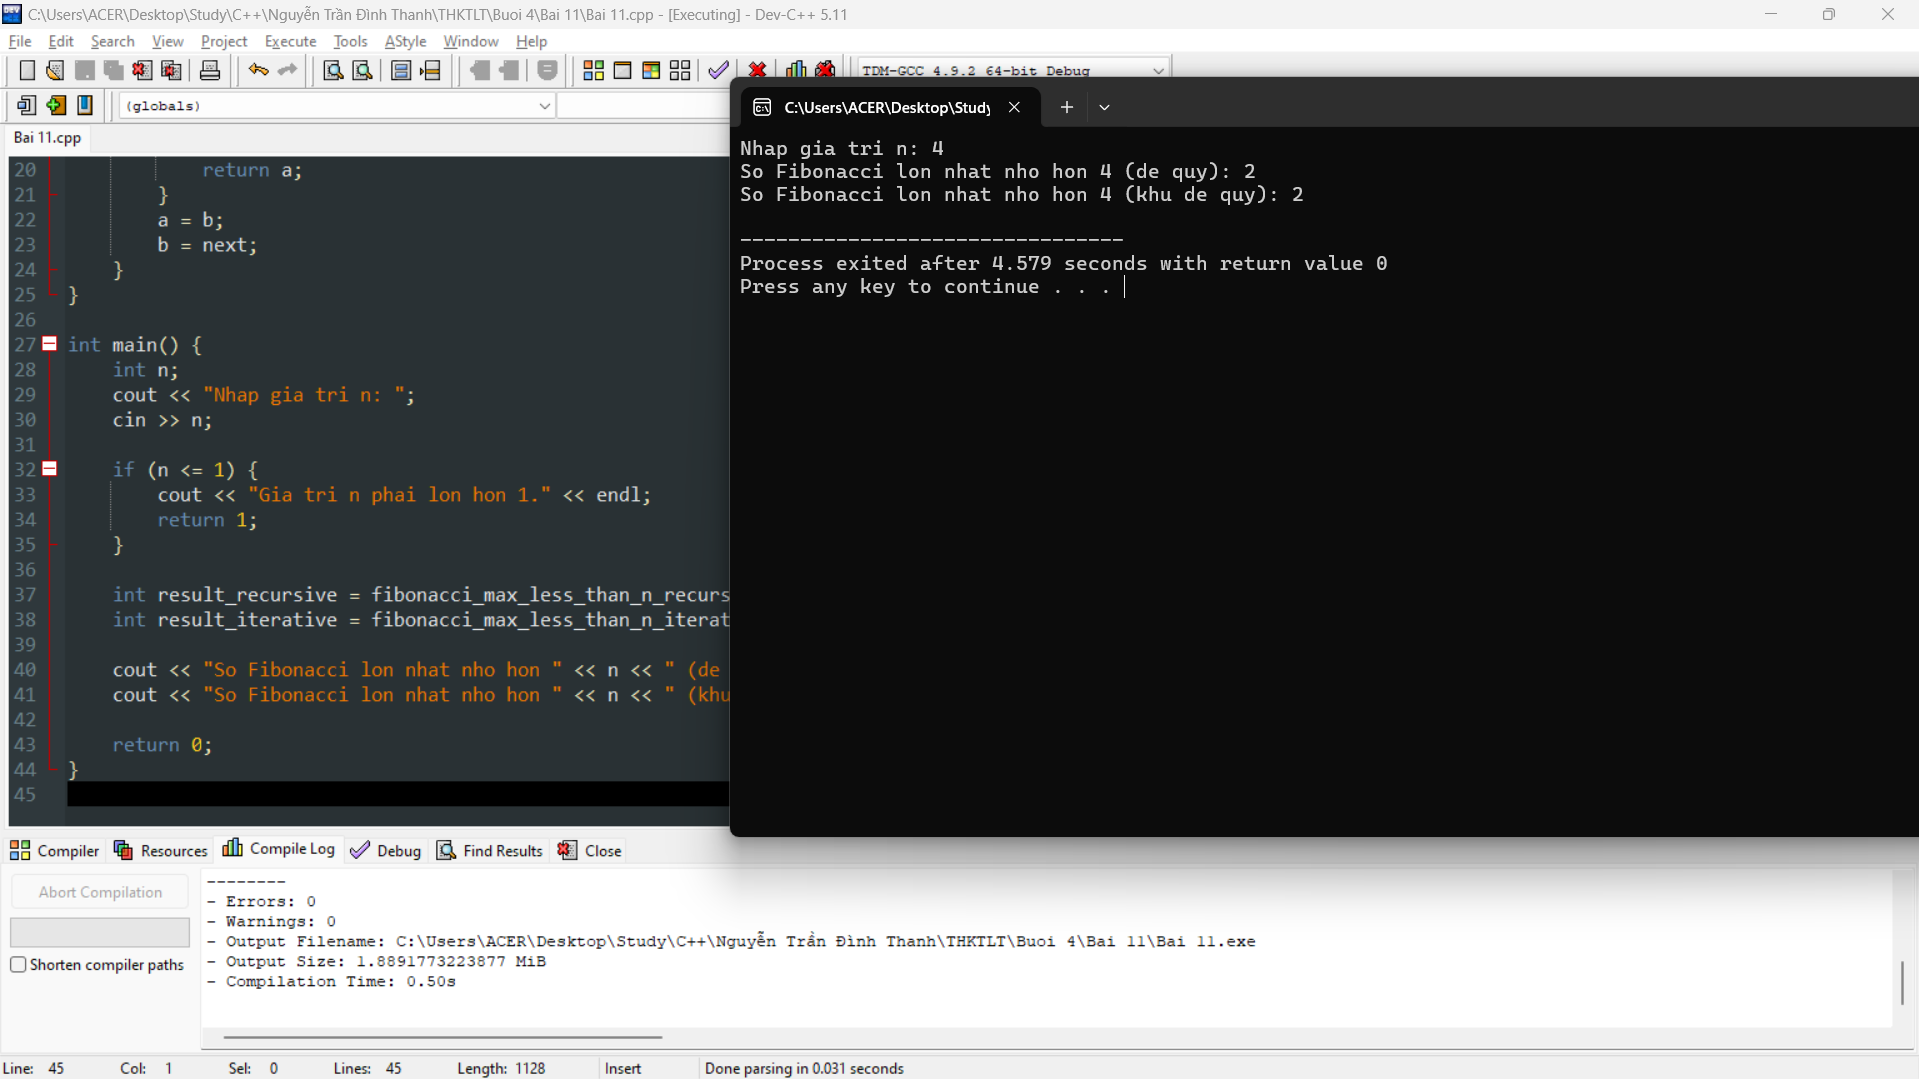 C:\Users\ACER\Desktop\Study\C++\Nguyễn Trần Đình Thanh\THKTLT\Buoi 4\Bai 11\Bai 11.cpp - [Executing] - Dev-C++ 5.11
File Edit Search View Project Execute Tools AStyle Window Help
TDM-GCC 4.9.2 64-bit Debug
(globals)
Bai 11.cpp
20 return a;
21 }
22 a = b;
23 b = next;
24 }
25 }
26
27 int main() {
28 int n;
29 cout << "Nhap gia tri n: ";
30 cin >> n;
31
32 if (n <= 1) {
33 cout << "Gia tri n phai lon hon 1." << endl;
34 return 1;
35 }
36
37 int result_recursive = fibonacci_max_less_than_n_recurs
38 int result_iterative = fibonacci_max_less_than_n_iterat
39
40 cout << "So Fibonacci lon nhat nho hon " << n << " (de
41 cout << "So Fibonacci lon nhat nho hon " << n << " (khu
42
43 return 0;
44 }
45
C:\Users\ACER\Desktop\Study
Nhap gia tri n: 4
So Fibonacci lon nhat nho hon 4 (de quy): 2
So Fibonacci lon nhat nho hon 4 (khu de quy): 2
--------------------------------
Process exited after 4.579 seconds with return value 0
Press any key to continue . . .
Compiler Resources Compile Log Debug Find Results Close
Abort Compilation
Shorten compiler paths
--------
- Errors: 0
- Warnings: 0
- Output Filename: C:\Users\ACER\Desktop\Study\C++\Nguyễn Trần Đình Thanh\THKTLT\Buoi 4\Bai 11\Bai 11.exe
- Output Size: 1.8891773223877 MiB
- Compilation Time: 0.50s
Line: 45 Col: 1 Sel: 0 Lines: 45 Length: 1128 Insert Done parsing in 0.031 seconds